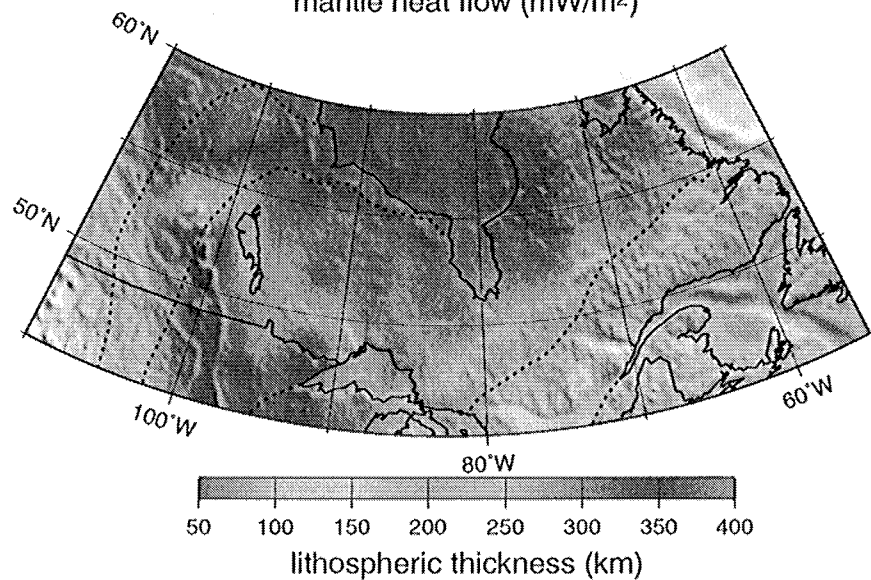 mantle heat flow (mW/m²)
60°N
50°N
100°W
80°W
60°W
50 100 150 200 250 300 350 400
lithospheric thickness (km)